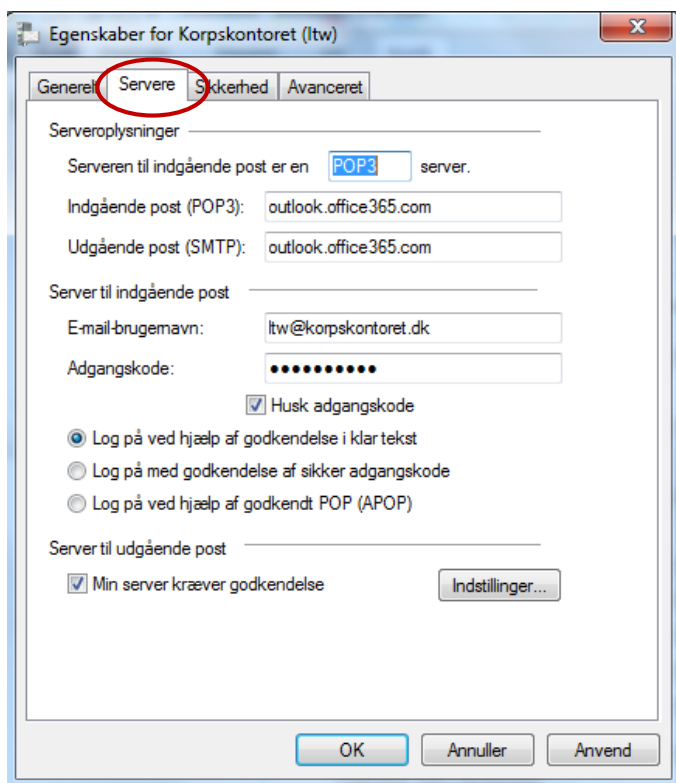 Egenskaber for Korpskontoret (ltw)
Generelt Servere Sikkerhed Avanceret
Serveroplysninger
Serveren til indgående post er en POP3 server.
Indgående post (POP3): outlook.office365.com
Udgående post (SMTP): outlook.office365.com
Server til indgående post
E-mail-brugernavn: ltw@korpskontoret.dk
Adgangskode: ●●●●●●●●●●
Husk adgangskode
Log på ved hjælp af godkendelse i klar tekst
Log på med godkendelse af sikker adgangskode
Log på ved hjælp af godkendt POP (APOP)
Server til udgående post
Min server kræver godkendelse Indstillinger...
OK Annuller Anvend